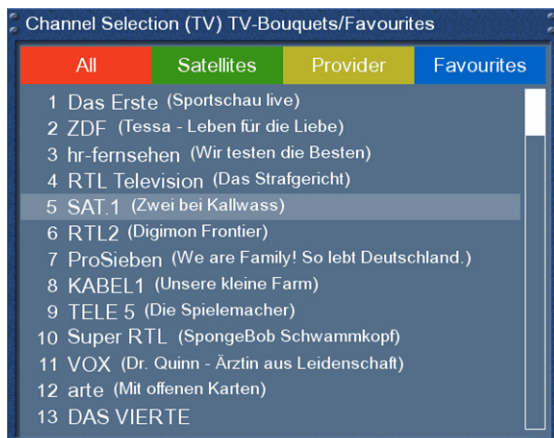 Channel Selection (TV) TV-Bouquets/Favourites
All Satellites Provider Favourites
1 Das Erste (Sportschau live)
2 ZDF (Tessa - Leben für die Liebe)
3 hr-fernsehen (Wir testen die Besten)
4 RTL Television (Das Strafgericht)
5 SAT.1 (Zwei bei Kallwass)
6 RTL2 (Digimon Frontier)
7 ProSieben (We are Family! So lebt Deutschland.)
8 KABEL1 (Unsere kleine Farm)
9 TELE 5 (Die Spielemacher)
10 Super RTL (SpongeBob Schwammkopf)
11 VOX (Dr. Quinn - Ärztin aus Leidenschaft)
12 arte (Mit offenen Karten)
13 DAS VIERTE